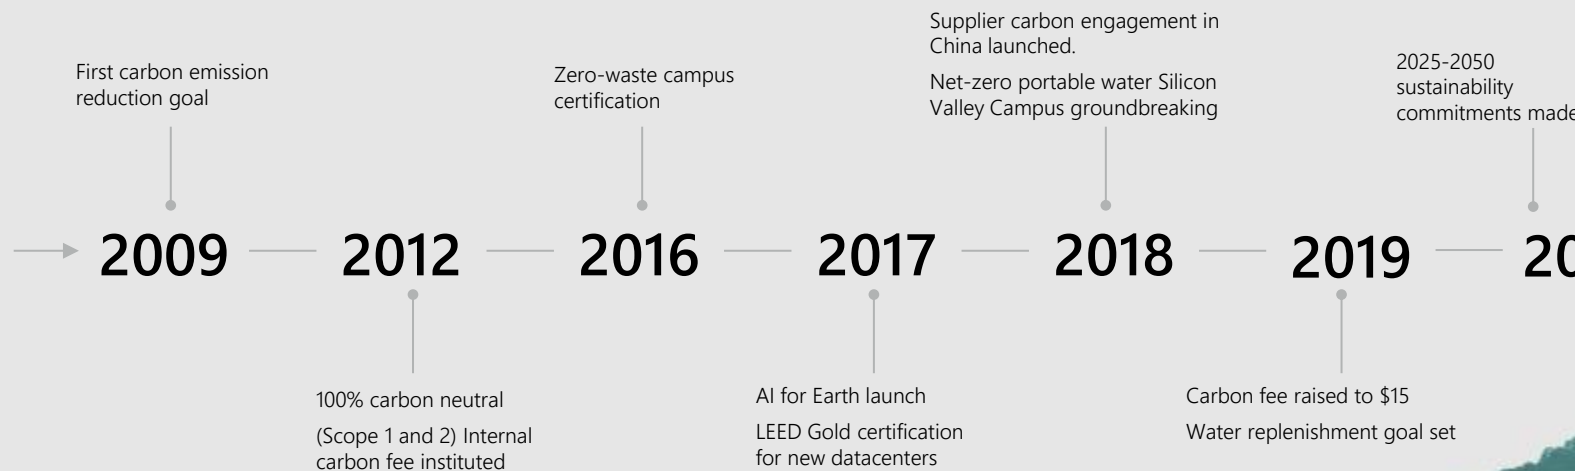 First carbon emission
reduction goal
Zero-waste campus
certification
Supplier carbon engagement in
China launched.
Net-zero portable water Silicon
Valley Campus groundbreaking
2025-2050
sustainability
commitments made
2009
2012
2016
2017
2018
2019
20
100% carbon neutral
(Scope 1 and 2) Internal
carbon fee instituted
AI for Earth launch
LEED Gold certification
for new datacenters
Carbon fee raised to $15
Water replenishment goal set